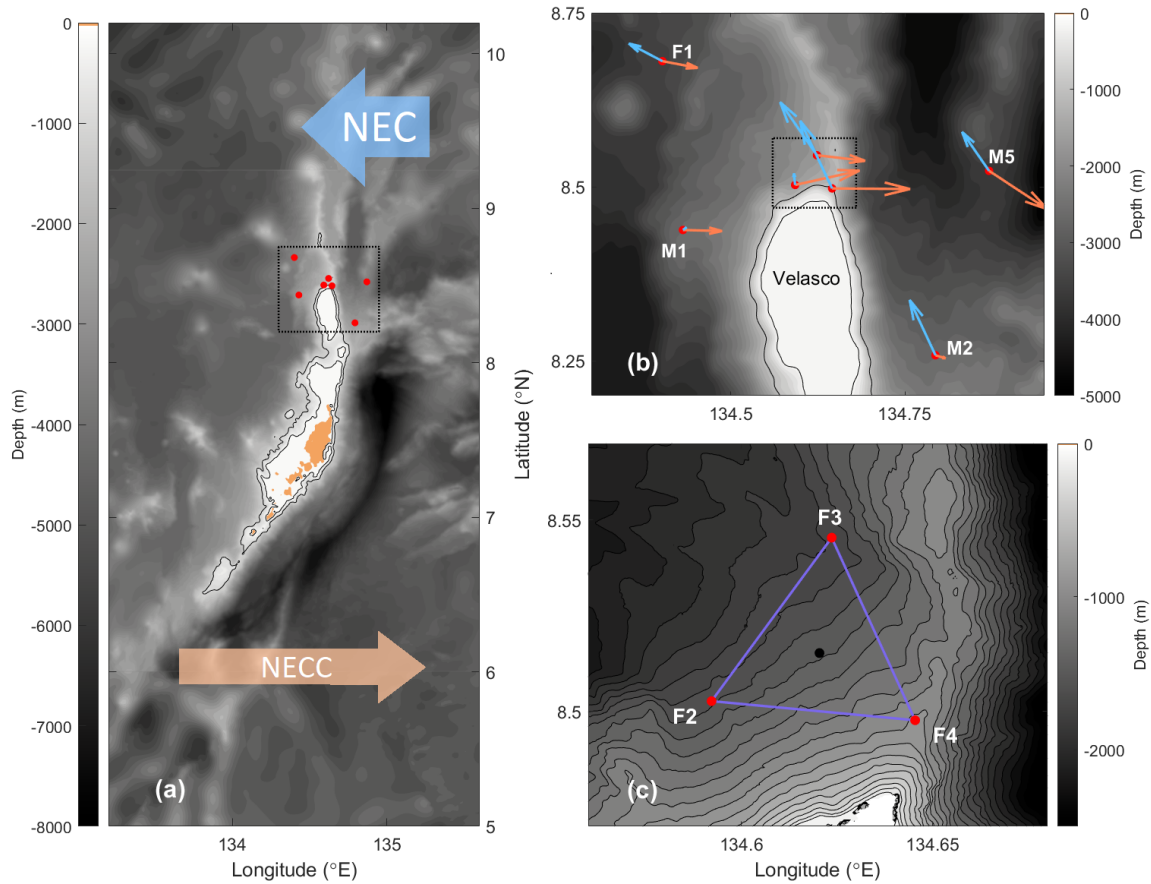 0
-1000
-2000
-3000
-4000
-5000
-6000
-7000
-8000
Depth (m)
NEC
NECC
(a)
134
135
Longitude (°E)
10
9
8
7
6
5
Latitude (°N)
8.75
8.5
8.25
F1
M5
M1
Velasco
M2
(b)
134.5
134.75
0
-1000
-2000
-3000
-4000
-5000
Depth (m)
8.55
8.5
F3
F2
F4
(c)
134.6
134.65
Longitude (°E)
0
-1000
-2000
Depth (m)